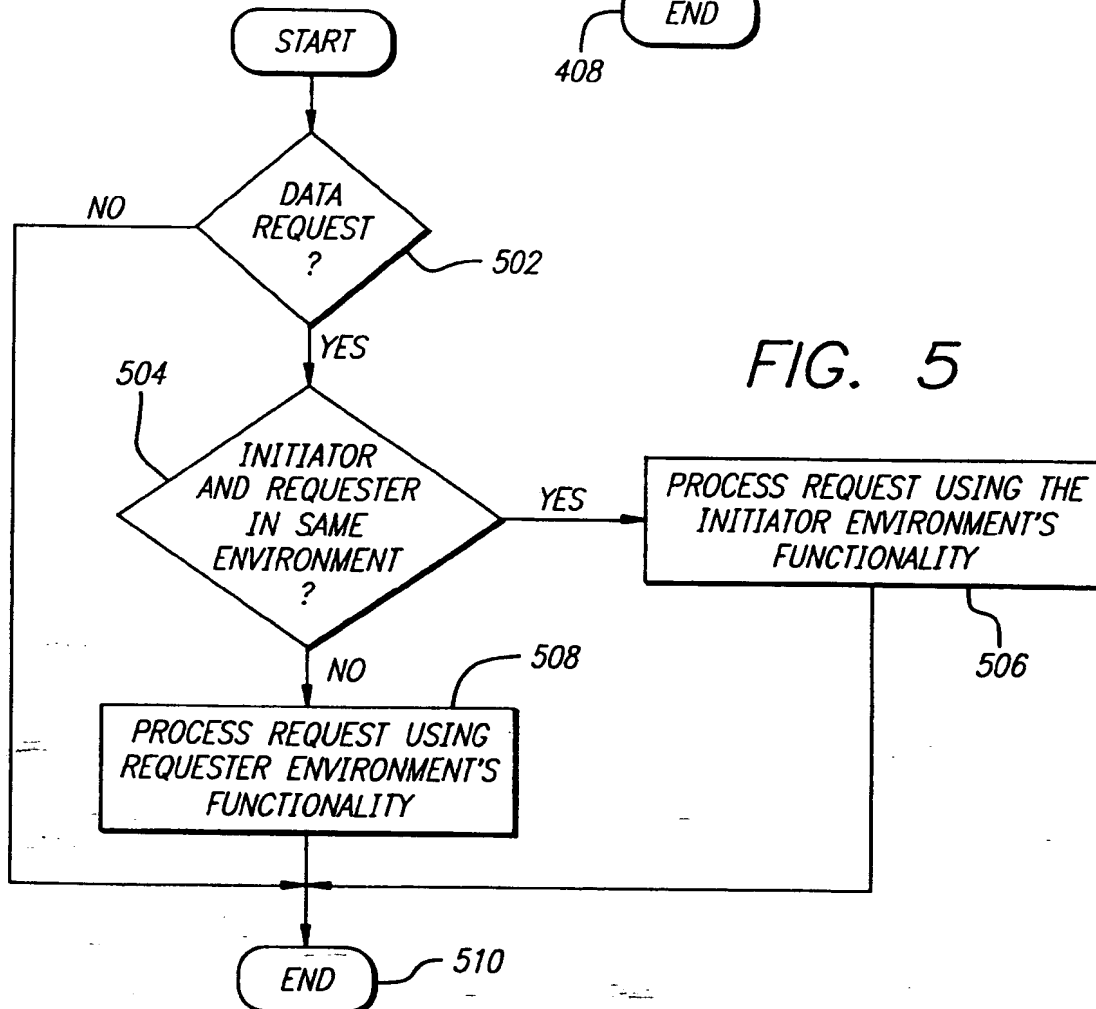 START
END
408
DATA
REQUEST
?
NO
502
YES
FIG. 5
504
INITIATOR
AND REQUESTER
IN SAME
ENVIRONMENT
?
YES
PROCESS REQUEST USING THE
INITIATOR ENVIRONMENT'S
FUNCTIONALITY
506
NO
508
PROCESS REQUEST USING
REQUESTER ENVIRONMENT'S
FUNCTIONALITY
END
510